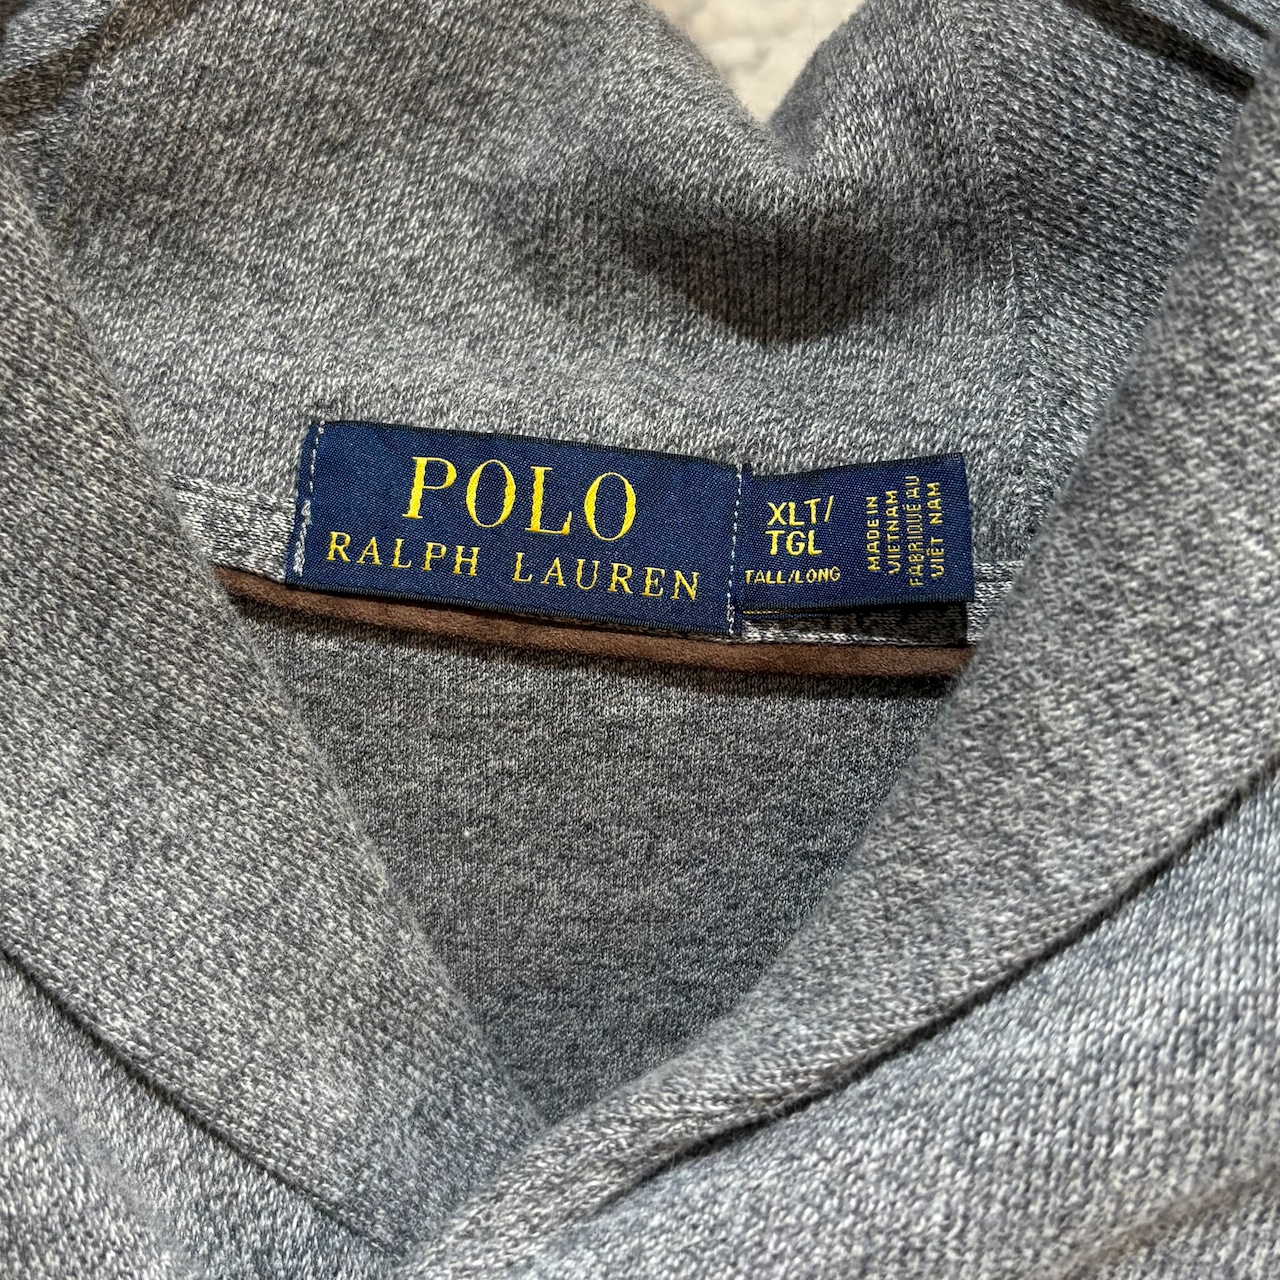 POLO
RALPH LAUREN
XLT/
TGL
TALL/LONG
MADE IN
VIETNAM
FABRIQUÉ AU
VIÊT NAM